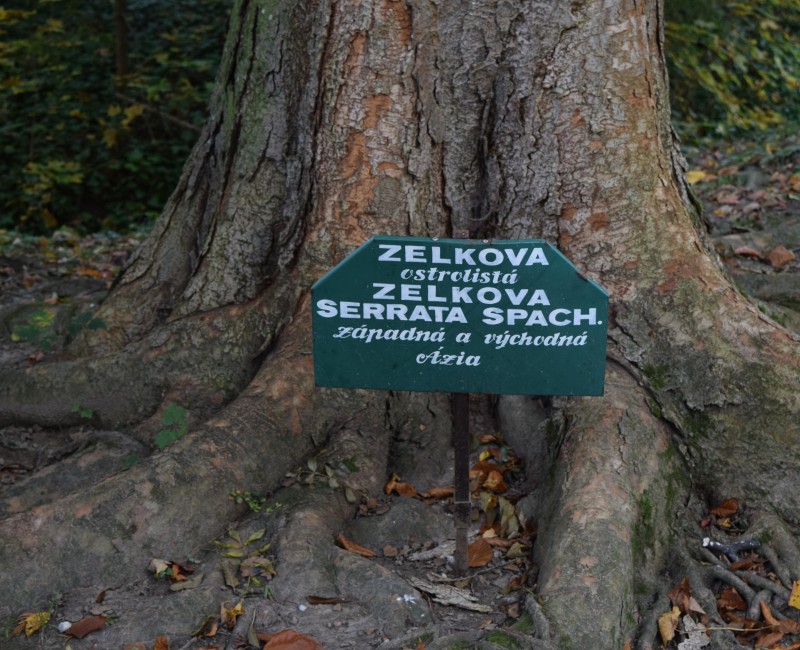 ZELKOVA
ostrolistá
ZELKOVA
SERRATA SPACH.
západná a východná
Ázia